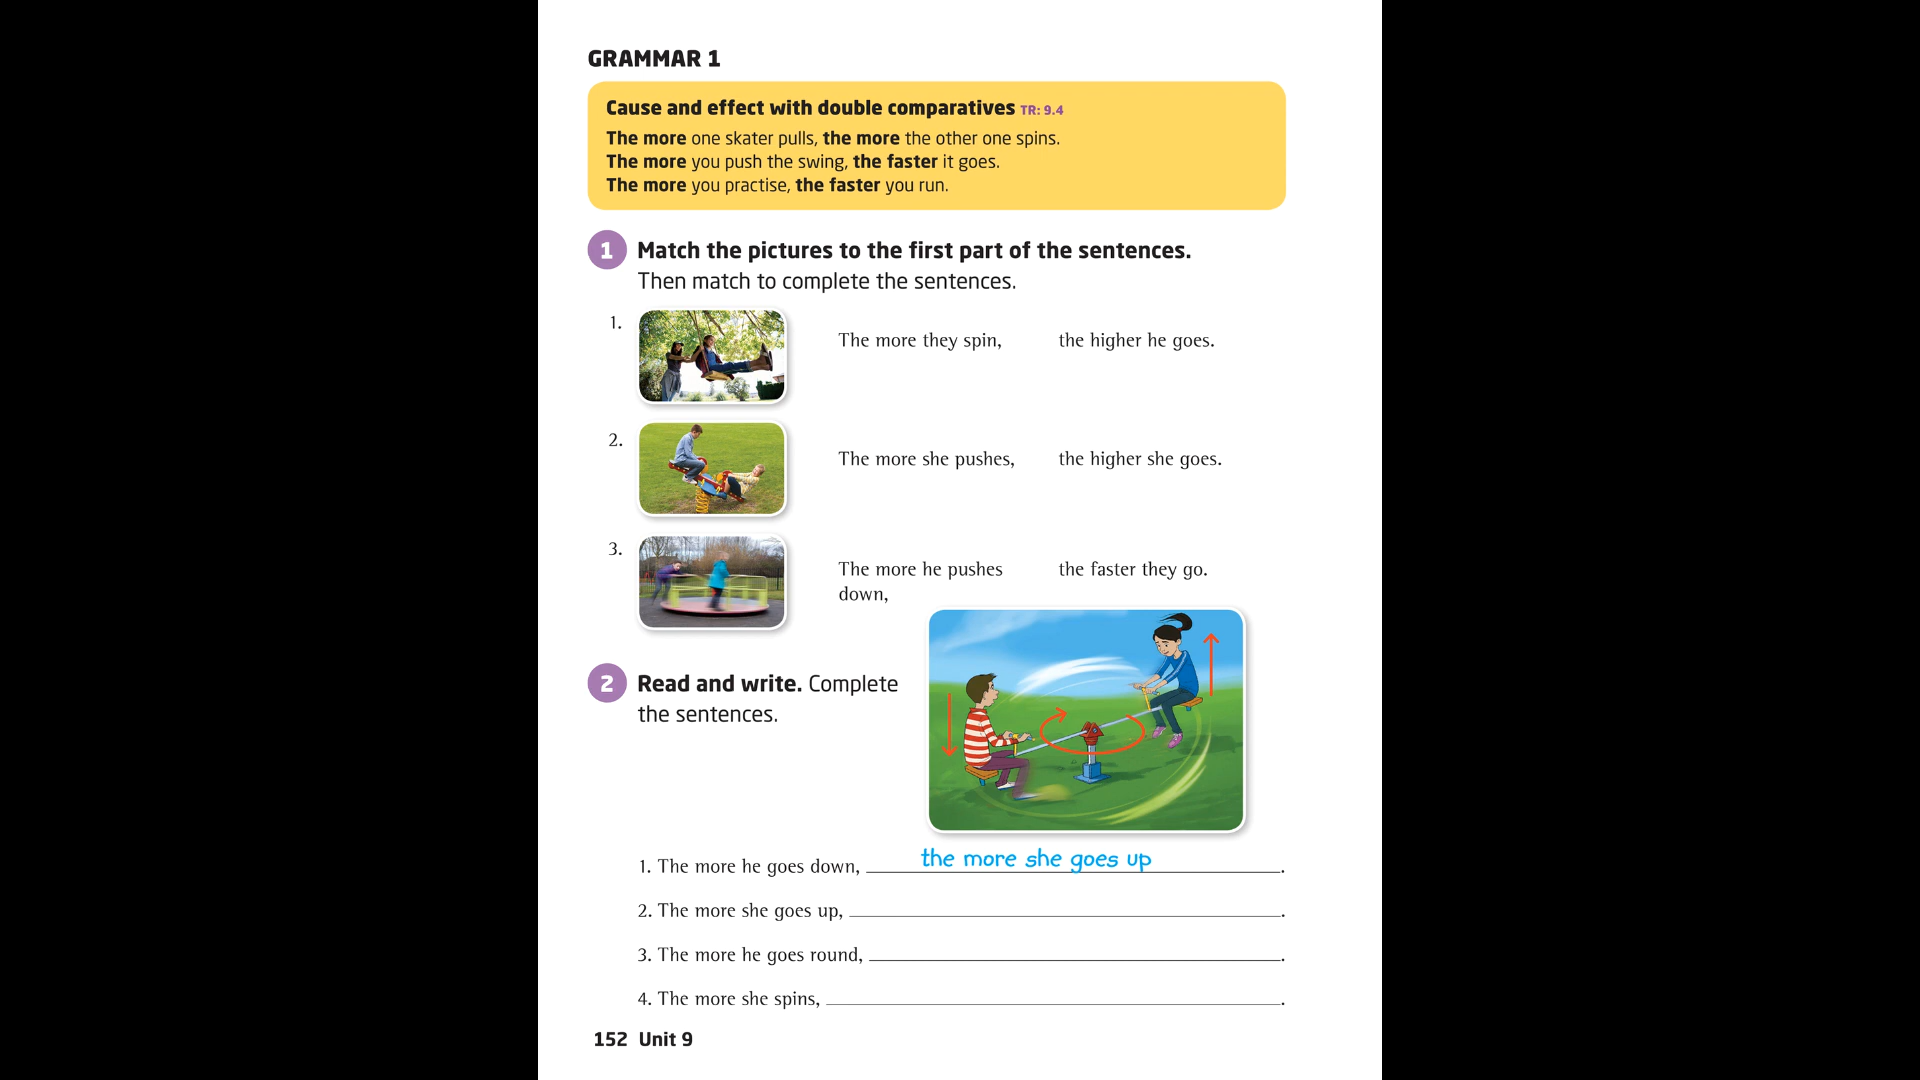 GRAMMAR 1
Cause and effect with double comparatives TR: 9.4
The more one skater pulls, the more the other one spins.
The more you push the swing, the faster it goes.
The more you practise, the faster you run.
1 Match the pictures to the first part of the sentences.
Then match to complete the sentences.
1.
The more they spin, the higher he goes.
2.
The more she pushes, the higher she goes.
3.
The more he pushes the faster they go.
down,
2 Read and write. Complete
the sentences.
1. The more he goes down, the more she goes up.
2. The more she goes up, .
3. The more he goes round, .
4. The more she spins, .
152 Unit 9